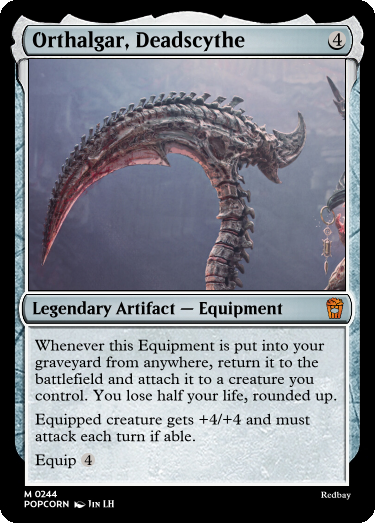 Orthalgar, Deadscythe 4
Legendary Artifact — Equipment
Whenever this Equipment is put into your
graveyard from anywhere, return it to the
battlefield and attach it to a creature you
control. You lose half your life, rounded up.
Equipped creature gets +4/+4 and must
attack each turn if able.
Equip 4
M 0244
POPCORN Jin LH
Redbay